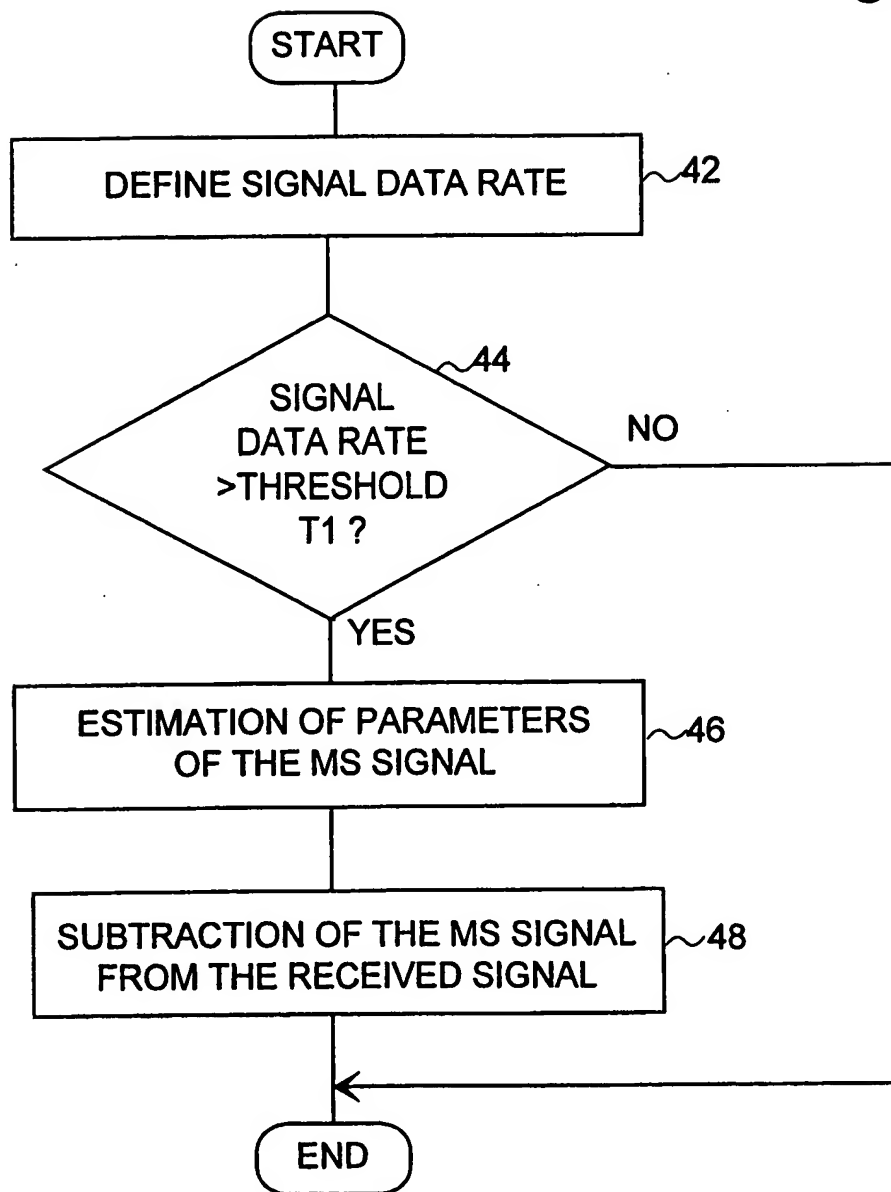 START
DEFINE SIGNAL DATA RATE
42
44
SIGNAL
DATA RATE
>THRESHOLD
T1 ?
NO
YES
ESTIMATION OF PARAMETERS
OF THE MS SIGNAL
46
SUBTRACTION OF THE MS SIGNAL
FROM THE RECEIVED SIGNAL
48
END